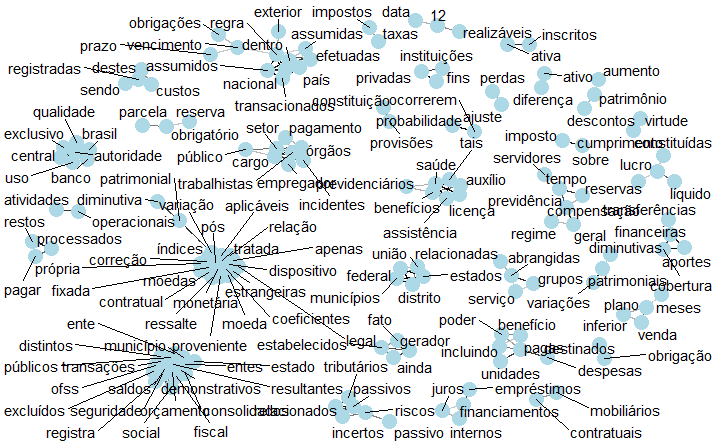 exterior impostos data 12
obrigações regra
assumidas taxas realizáveis inscritos
prazo vencimento dentro efetuadas instituições ativa
registradas destes assumidos país privadas fins perdas ativo aumento
sendo custos nacional transacionados constituição ocorrerem diferença patrimônio
qualidade parcela reserva probabilidade ajuste descontos virtude
exclusivo brasil obrigatório setor pagamento provisões tais imposto cumprimento constituídas
central autoridade público cargo órgãos saúde servidores sobre lucro
uso banco patrimonial trabalhistas empregador previdenciários auxílio tempo reservas líquido
atividades diminutiva variação aplicáveis incidentes benefícios licença previdência compensação transferências
restos operacionais pós relação assistência regime geral financeiras
processados índices tratada apenas união relacionadas abrangidas diminutivas aportes
própria correção dispositivo federal estados grupos patrimoniais cobertura
pagar fixada moedas estrangeiras municípios distrito serviço variações plano meses
contratual monetária coeficientes fato poder benefício inferior venda
ente ressalte moeda
distintos município proveniente estabelecidos legal gerador incluindo pagas destinados obrigação
públicos transações entes estado tributários ainda unidades despesas
ofss saldos demonstrativos resultantes passivos juros empréstimos
excluídos seguridade orçamento consolidados relacionados riscos financiamentos mobiliários
registra social fiscal incertos passivo internos contratuais